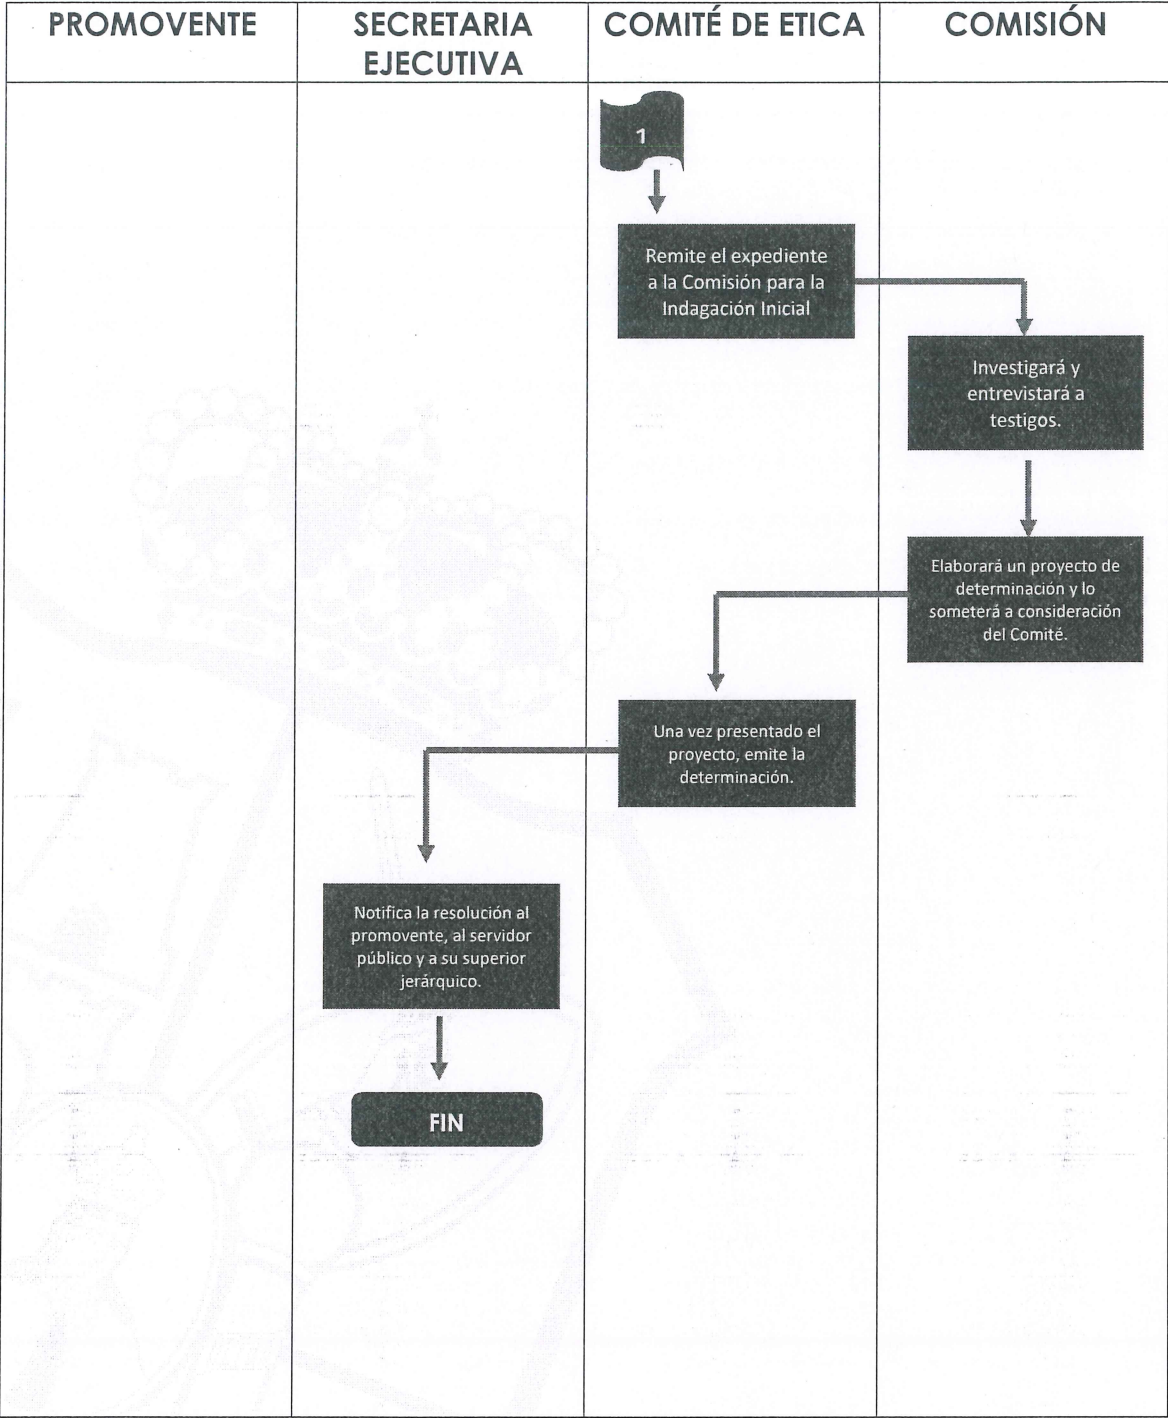 PROMOVENTE
SECRETARIA
EJECUTIVA
COMITÉ DE ETICA
COMISIÓN
1
Remite el expediente
a la Comisión para la
Indagación Inicial
Investigará y
entrevistará a
testigos.
Elaborará un proyecto de
determinación y lo
someterá a consideración
del Comité.
Una vez presentado el
proyecto, emite la
determinación.
Notifica la resolución al
promovente, al servidor
público y a su superior
jerárquico.
FIN